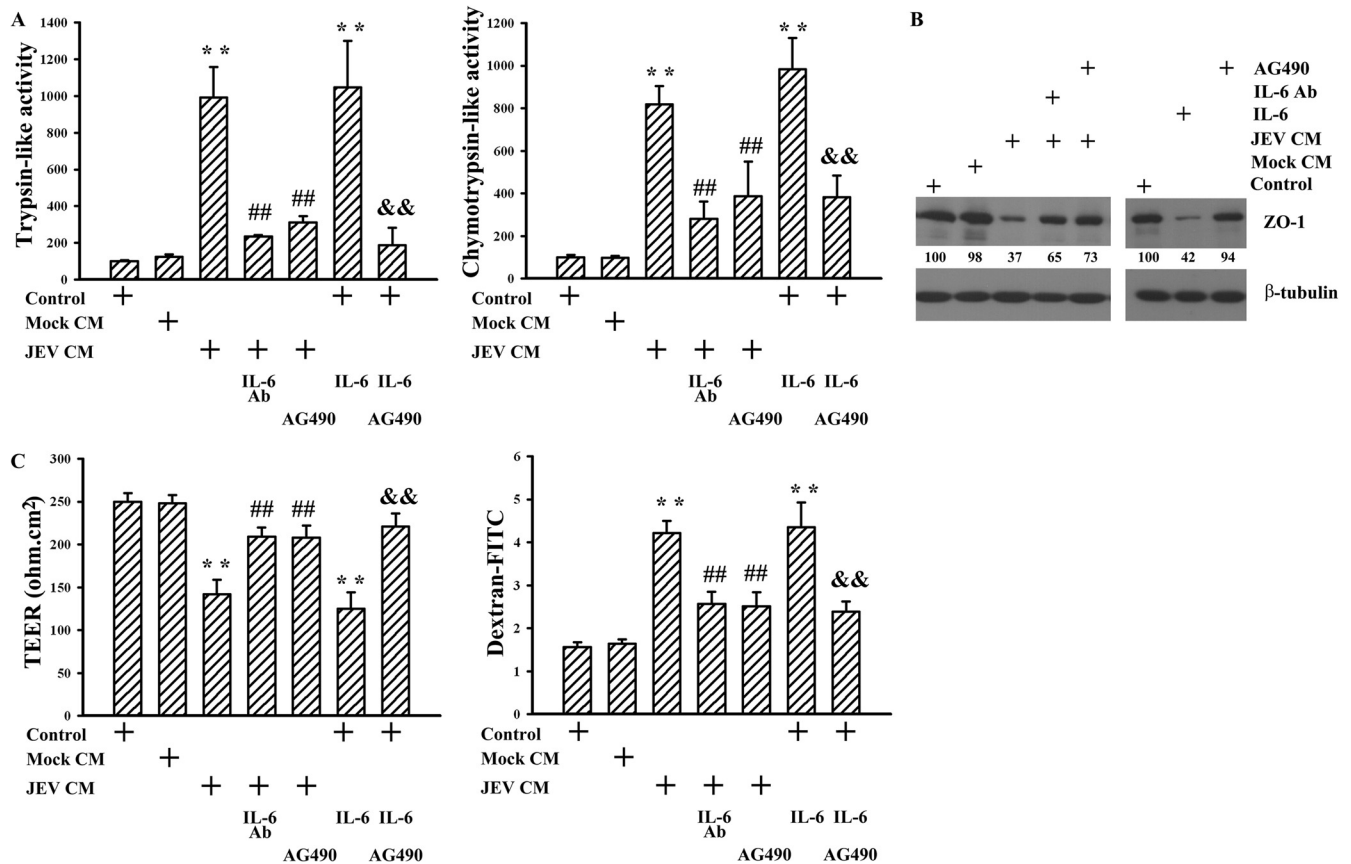 A
Trypsin-like activity
1400
1200
1000
800
600
400
200
0
* *
##
##
* *
&&
Control + + +
Mock CM +
JEV CM + + +
IL-6 Ab
IL-6
IL-6
AG490
AG490
Chymotrypsin-like activity
1200
1000
800
600
400
200
0
* *
##
##
* *
&&
Control + + +
Mock CM +
JEV CM + + +
IL-6 Ab
IL-6
IL-6
AG490
AG490
B
+ + AG490
+ IL-6 Ab
+ IL-6
+ + + JEV CM
+ Mock CM
+ + Control
ZO-1
100 98 37 65 73 100 42 94
β-tubulin
C
TEER (ohm.cm2)
300
250
200
150
100
50
0
* *
##
##
* *
&&
Control + + +
Mock CM +
JEV CM + + +
IL-6 Ab
IL-6
IL-6
AG490
AG490
Dextran-FITC
6
5
4
3
2
1
0
* *
##
##
* *
&&
Control + + +
Mock CM +
JEV CM + + +
IL-6 Ab
IL-6
IL-6
AG490
AG490